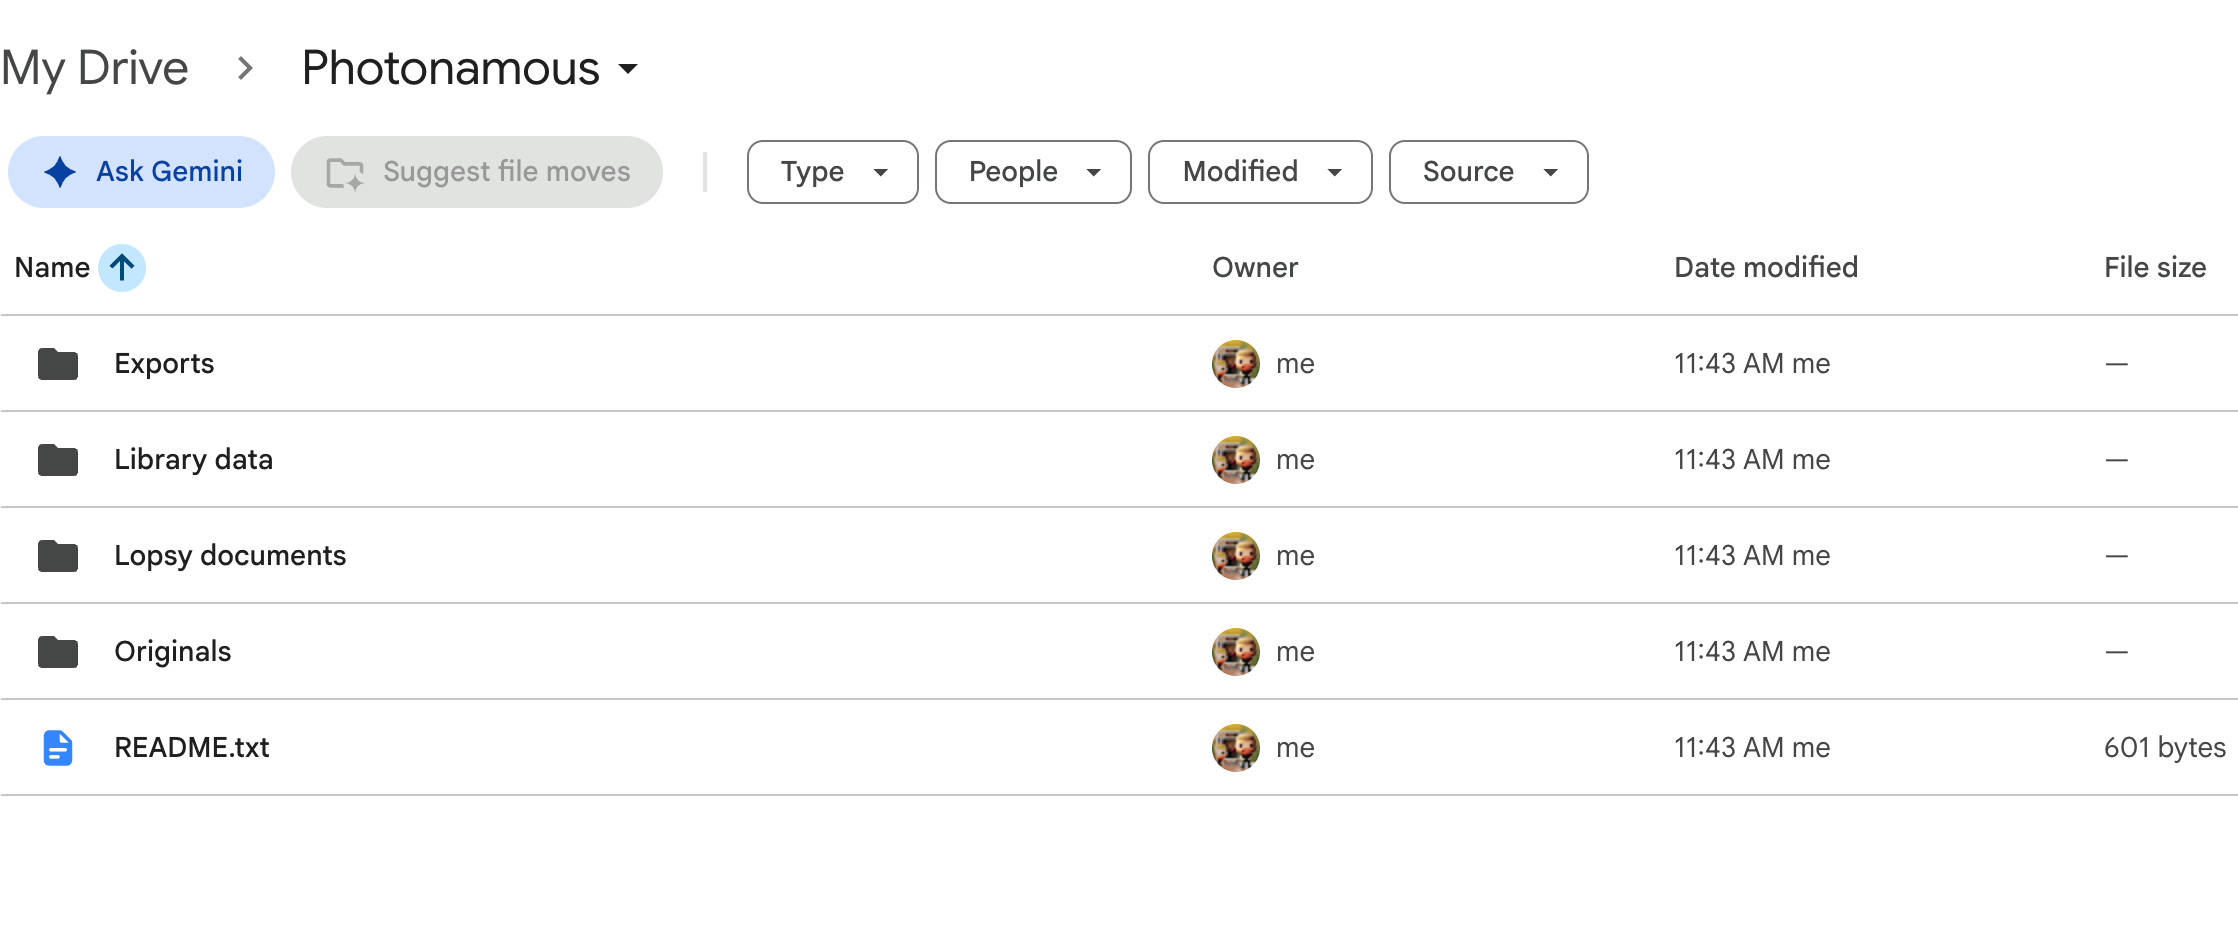 My Drive > Photonamous
Ask Gemini Suggest file moves Type People Modified Source
Name Owner Date modified File size
Exports me 11:43 AM me —
Library data me 11:43 AM me —
Lopsy documents me 11:43 AM me —
Originals me 11:43 AM me —
README.txt me 11:43 AM me 601 bytes